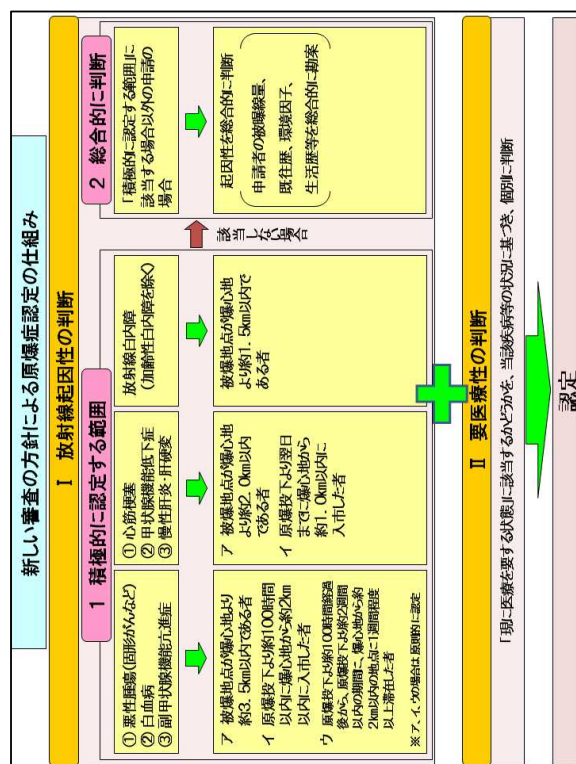 新しい審査の方針による原爆症認定の仕組み
Ⅰ 放射線起因性の判断
1 積極的に認定する範囲
① 悪性腫瘍(固形がんなど)
② 白血病
③ 副甲状腺機能亢進症
ア 被爆地点が爆心地より
約3.5km以内である者
イ 原爆投下より約100時間
以内に爆心地から約2km
以内に入市した者
ウ 原爆投下より約100時間経過
後から、原爆投下より約2週間
以内の期間に、爆心地から約
2km以内の地点に1週間程度
以上滞在した者
※ア、イ、ウの場合は原則的に認定
① 心筋梗塞
② 甲状腺機能低下症
③ 慢性肝炎・肝硬変
ア 被爆地点が爆心地
より約2.0km以内
である者
イ 原爆投下より翌日
までに爆心地から
約1.0km以内に
入市した者
放射線白内障
(加齢性白内障を除く)
被爆地点が爆心地
より約1.5km以内で
ある者
該当しない場合
2 総合的に判断
「積極的に認定する範囲」に
該当する場合以外の申請の
場合
起因性を総合的に判断
申請者の被曝線量、
既往歴、環境因子、
生活歴等を総合的に勘案
Ⅱ 要医療性の判断
「現に医療を要する状態」に該当するかどうかを、当該疾病等の状況に基づき、個別に判断
認定